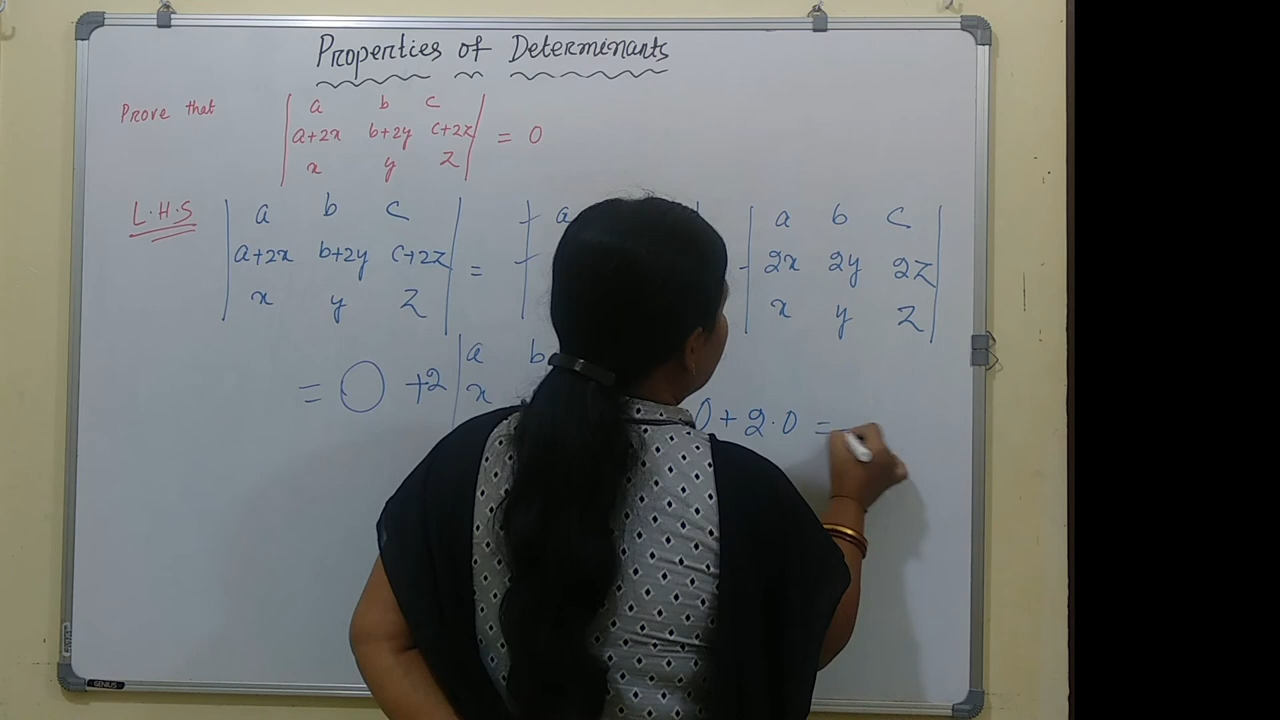 Properties of Determinants
Prove that
a b c
a+2x b+2y c+2z = 0
x y z
L.H.S
a b c a a b c
a+2x b+2y c+2z = 2x 2y 2z
x y z x y z
= 0 +2 a b
x
0 + 2.0 =
GENIUS